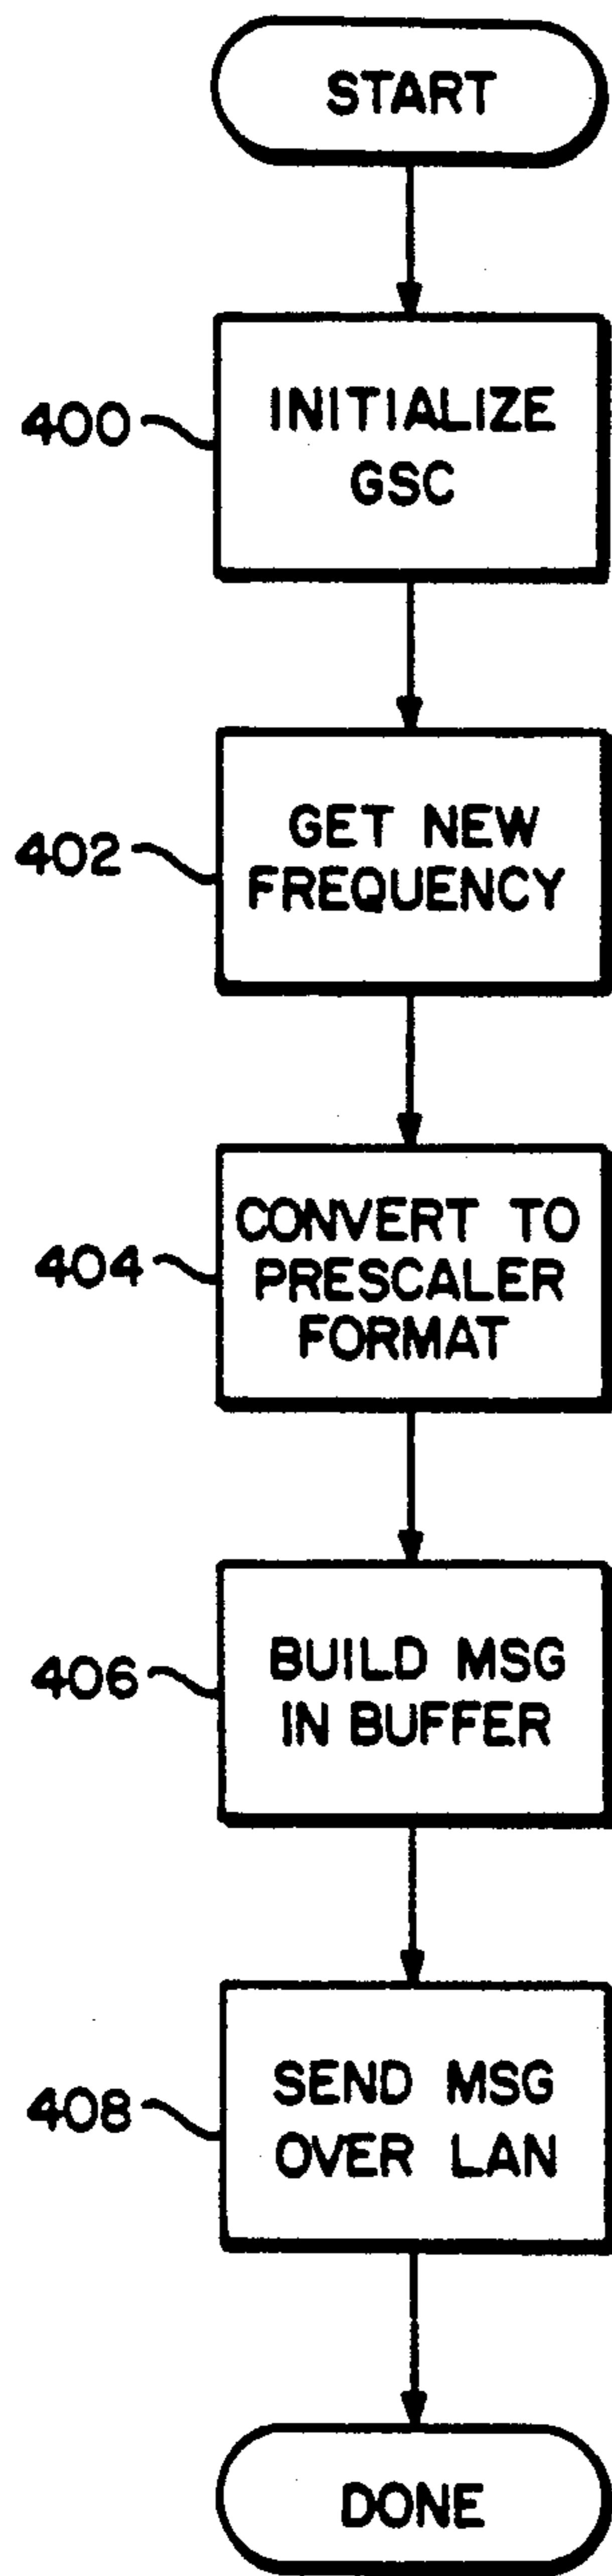 START
400
INITIALIZE
GSC
402
GET NEW
FREQUENCY
404
CONVERT TO
PRESCALER
FORMAT
406
BUILD MSG
IN BUFFER
408
SEND MSG
OVER LAN
DONE